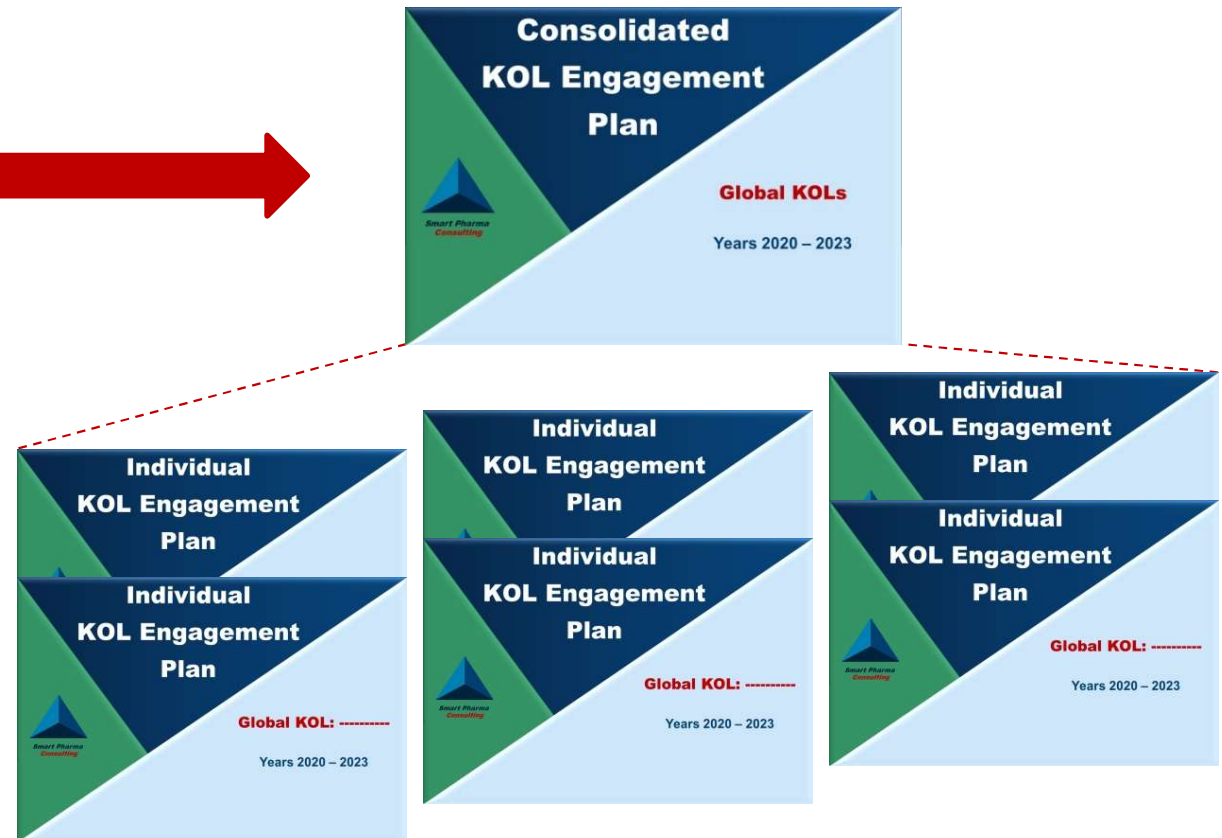 Consolidated
KOL Engagement
Plan
Global KOLs
Smart Pharma
Consulting
Years 2020 – 2023
Individual
KOL Engagement
Plan
Individual
KOL Engagement
Plan
Global KOL: ----------
Smart Pharma
Consulting
Years 2020 – 2023
Individual
KOL Engagement
Plan
Individual
KOL Engagement
Plan
Global KOL: ----------
Smart Pharma
Consulting
Years 2020 – 2023
Individual
KOL Engagement
Plan
Individual
KOL Engagement
Plan
Global KOL: ----------
Smart Pharma
Consulting
Years 2020 – 2023